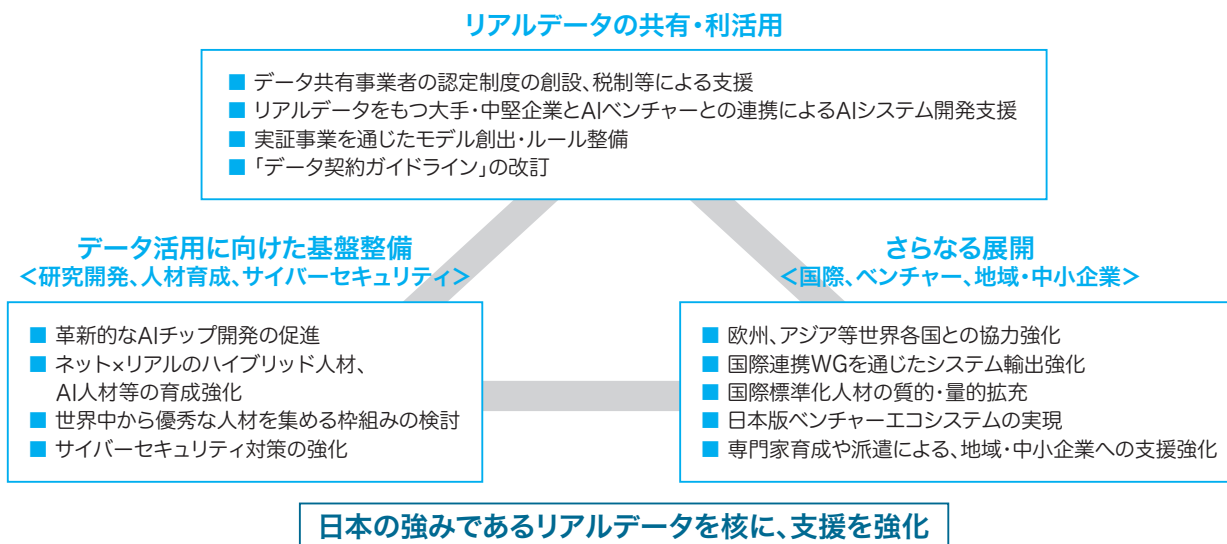 リアルデータの共有・利活用
■ データ共有事業者の認定制度の創設、税制等による支援
■ リアルデータをもつ大手・中堅企業とAIベンチャーとの連携によるAIシステム開発支援
■ 実証事業を通じたモデル創出・ルール整備
■ 「データ契約ガイドライン」の改訂
データ活用に向けた基盤整備
<研究開発、人材育成、サイバーセキュリティ>
■ 革新的なAIチップ開発の促進
■ ネット×リアルのハイブリッド人材、
AI人材等の育成強化
■ 世界中から優秀な人材を集める枠組みの検討
■ サイバーセキュリティ対策の強化
さらなる展開
<国際、ベンチャー、地域・中小企業>
■ 欧州、アジア等世界各国との協力強化
■ 国際連携WGを通じたシステム輸出強化
■ 国際標準化人材の質的・量的拡充
■ 日本版ベンチャーエコシステムの実現
■ 専門家育成や派遣による、地域・中小企業への支援強化
日本の強みであるリアルデータを核に、支援を強化